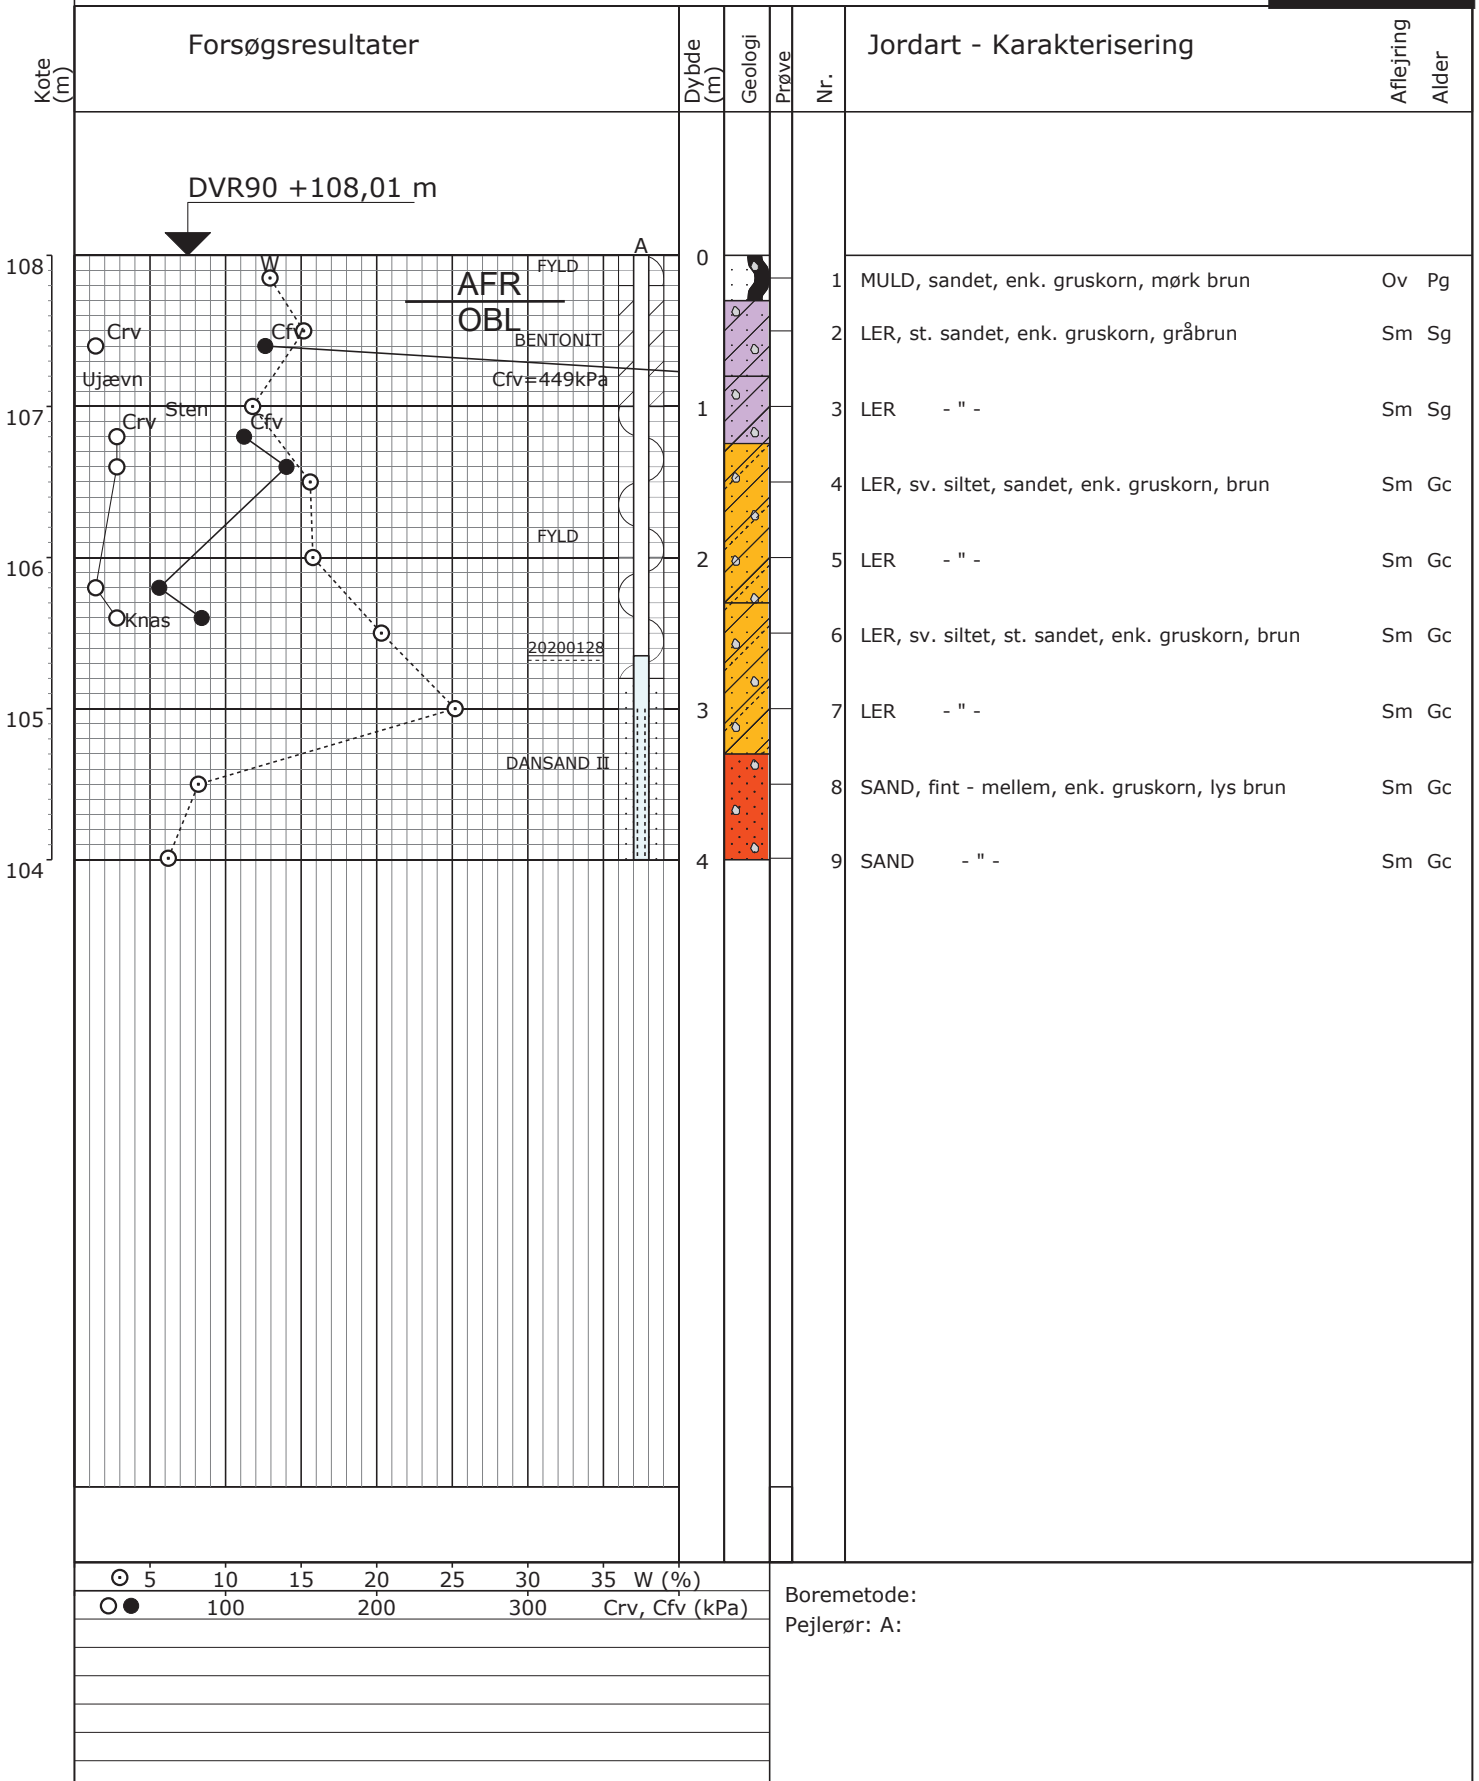 Kote (m)
Forsøgsresultater
Dybde (m)
Geologi
Prøve
Nr.
Jordart - Karakterisering
Aflejring
Alder
DVR90 +108,01 m
A
108
W
FYLD
0
AFR
OBL
1 MULD, sandet, enk. gruskorn, mørk brun Ov Pg
Crv
Cfv
BENTONIT
2 LER, st. sandet, enk. gruskorn, gråbrun Sm Sg
Ujævn
Cfv=449kPa
107
Sten
1
3 LER - " - Sm Sg
Crv
Cfv
4 LER, sv. siltet, sandet, enk. gruskorn, brun Sm Gc
FYLD
106
2
5 LER - " - Sm Gc
Knas
20200128
6 LER, sv. siltet, st. sandet, enk. gruskorn, brun Sm Gc
105
3
7 LER - " - Sm Gc
DANSAND II
8 SAND, fint - mellem, enk. gruskorn, lys brun Sm Gc
104
4
9 SAND - " - Sm Gc
5 10 15 20 25 30 35 W (%)
100 200 300 Crv, Cfv (kPa)
Boremetode:
Pejlerør: A: